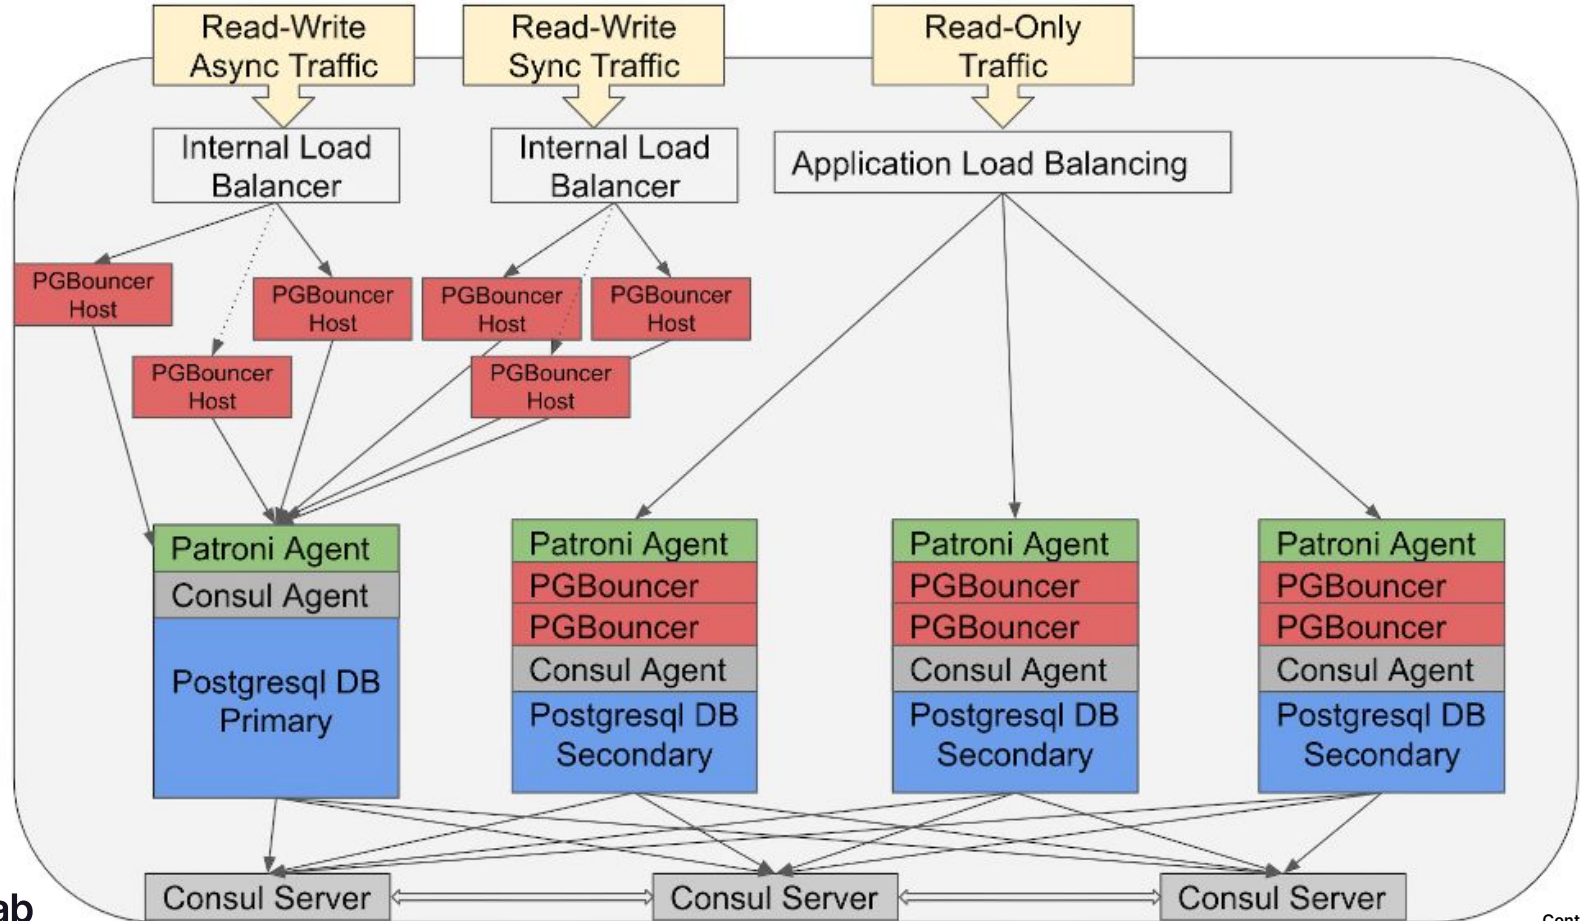 Read-Write
Async Traffic
Read-Write
Sync Traffic
Read-Only
Traffic
Internal Load
Balancer
Internal Load
Balancer
Application Load Balancing
PGBouncer
Host
PGBouncer
Host
PGBouncer
Host
PGBouncer
Host
PGBouncer
Host
PGBouncer
Host
Patroni Agent
Consul Agent
Postgresql DB
Primary
Patroni Agent
PGBouncer
PGBouncer
Consul Agent
Postgresql DB
Secondary
Patroni Agent
PGBouncer
PGBouncer
Consul Agent
Postgresql DB
Secondary
Patroni Agent
PGBouncer
PGBouncer
Consul Agent
Postgresql DB
Secondary
Consul Server
Consul Server
Consul Server